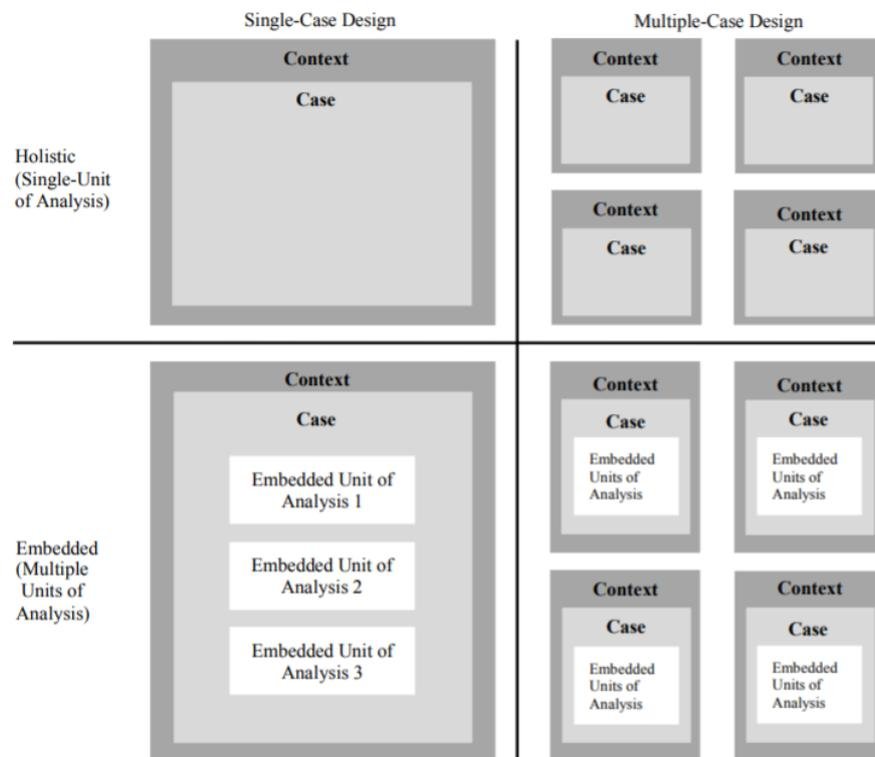 Single-Case Design
Multiple-Case Design
Holistic
(Single-Unit
of Analysis)
Context
Case
Context
Case
Context
Case
Context
Case
Context
Case
Embedded
(Multiple
Units of
Analysis)
Context
Case
Embedded Unit of
Analysis 1
Embedded Unit of
Analysis 2
Embedded Unit of
Analysis 3
Context
Case
Embedded
Units of
Analysis
Context
Case
Embedded
Units of
Analysis
Context
Case
Embedded
Units of
Analysis
Context
Case
Embedded
Units of
Analysis